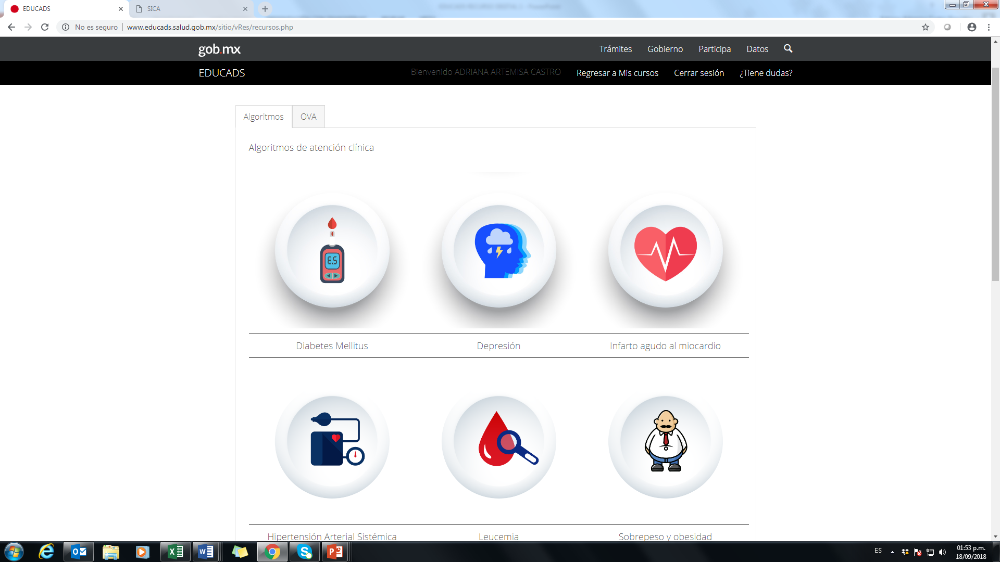 EDUCADS
SICA
No es seguro
www.educads.salud.gob.mx/sitio/vRes/recursos.php
gob.mx
Trámites
Gobierno
Participa
Datos
EDUCADS
Bienvenido ADRIANA ARTEMISA CASTRO
Regresar a Mis cursos
Cerrar sesión
¿Tiene dudas?
Algoritmos
OVA
Algoritmos de atención clínica
8.5
Diabetes Mellitus
Depresión
Infarto agudo al miocardio
Hipertensión Arterial Sistémica
Leucemia
Sobrepeso y obesidad
ES
01:53 p.m.
18/09/2018